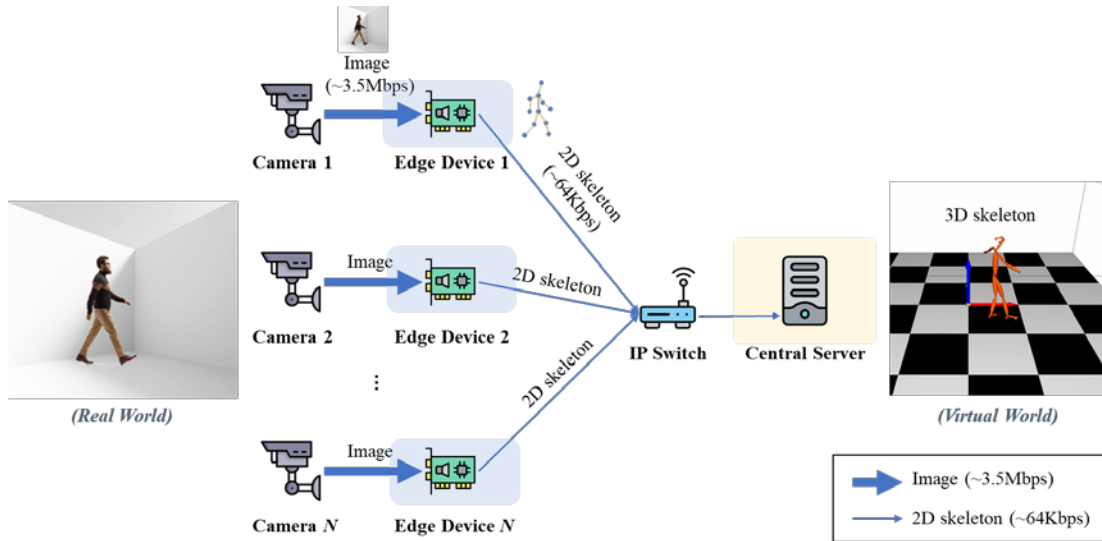 Image
(~3.5Mbps)
Camera 1
Edge Device 1
2D skeleton
(~64Kbps)
Image
2D skeleton
Camera 2
Edge Device 2
IP Switch
Central Server
3D skeleton
2D skeleton
...
(Real World)
(Virtual World)
Image
Camera N
Edge Device N
Image (~3.5Mbps)
2D skeleton (~64Kbps)